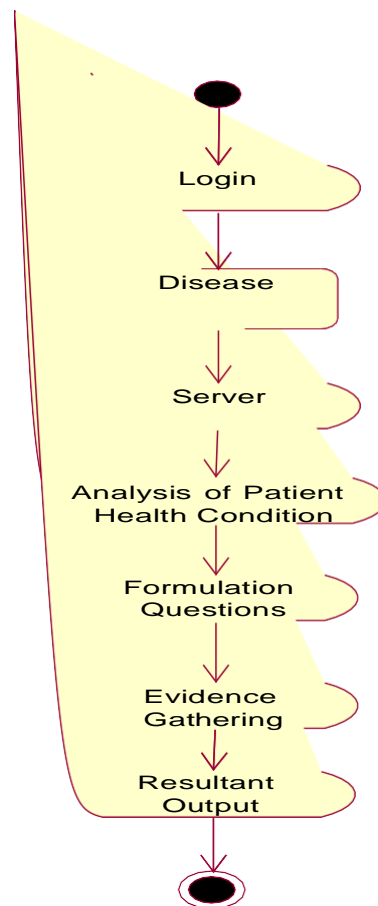 Login
Disease
Server
Analysis of Patient
Health Condition
Formulation
Questions
Evidence
Gathering
Resultant
Output